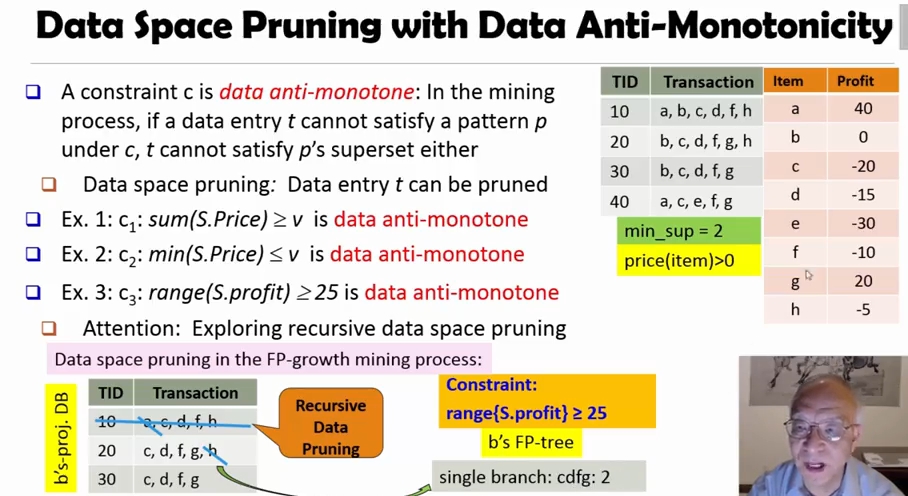 Data Space Pruning with Data Anti-Monotonicity
A constraint c is data anti-monotone: In the mining
process, if a data entry t cannot satisfy a pattern p
under c, t cannot satisfy p's superset either
Data space pruning: Data entry t can be pruned
Ex. 1: c₁: sum(S.Price) ≥ v is data anti-monotone
Ex. 2: c₂: min(S.Price) ≤ v is data anti-monotone
Ex. 3: c₃: range(S.profit) ≥ 25 is data anti-monotone
Attention: Exploring recursive data space pruning
TID Transaction
10 a, b, c, d, f, h
20 b, c, d, f, g, h
30 b, c, d, f, g
40 a, c, e, f, g
min_sup = 2
price(item)>0
Item Profit
a 40
b 0
c -20
d -15
e -30
f -10
g 20
h -5
Data space pruning in the FP-growth mining process:
b's-proj. DB
TID Transaction
10 a, c, d, f, h
20 c, d, f, g, h
30 c, d, f, g
Recursive
Data
Pruning
Constraint:
range{S.profit} ≥ 25
b's FP-tree
single branch: cdfg: 2